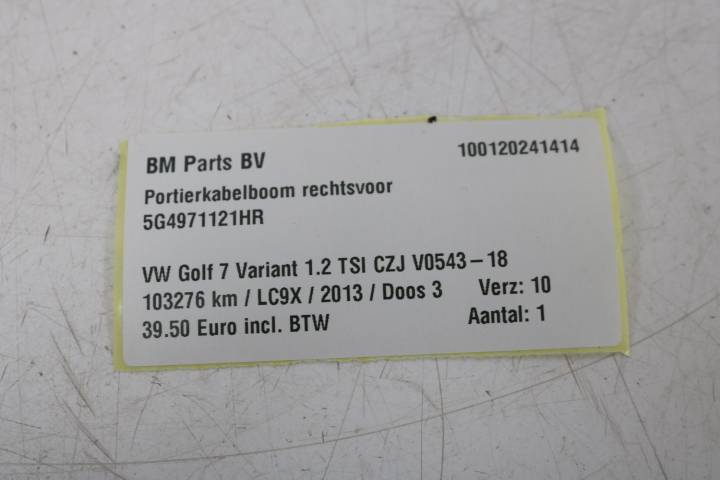 BM Parts BV 100120241414
Portierkabelboom rechtsvoor
5G4971121HR
VW Golf 7 Variant 1.2 TSI CZJ V0543-18
103276 km / LC9X / 2013 / Doos 3 Verz: 10
39.50 Euro incl. BTW Aantal: 1